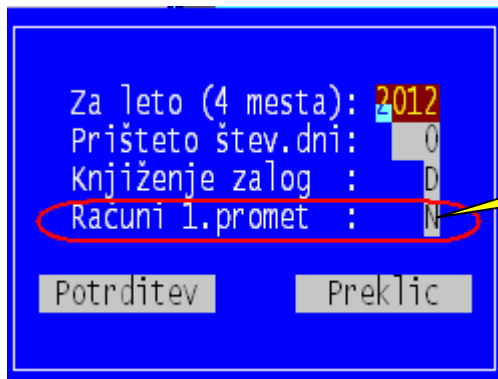 Za leto (4 mesta): 2012
Prišteto štev.dni: 0
Knjiženje zalog : D
Računi 1.promet : N
Potrditev Preklic